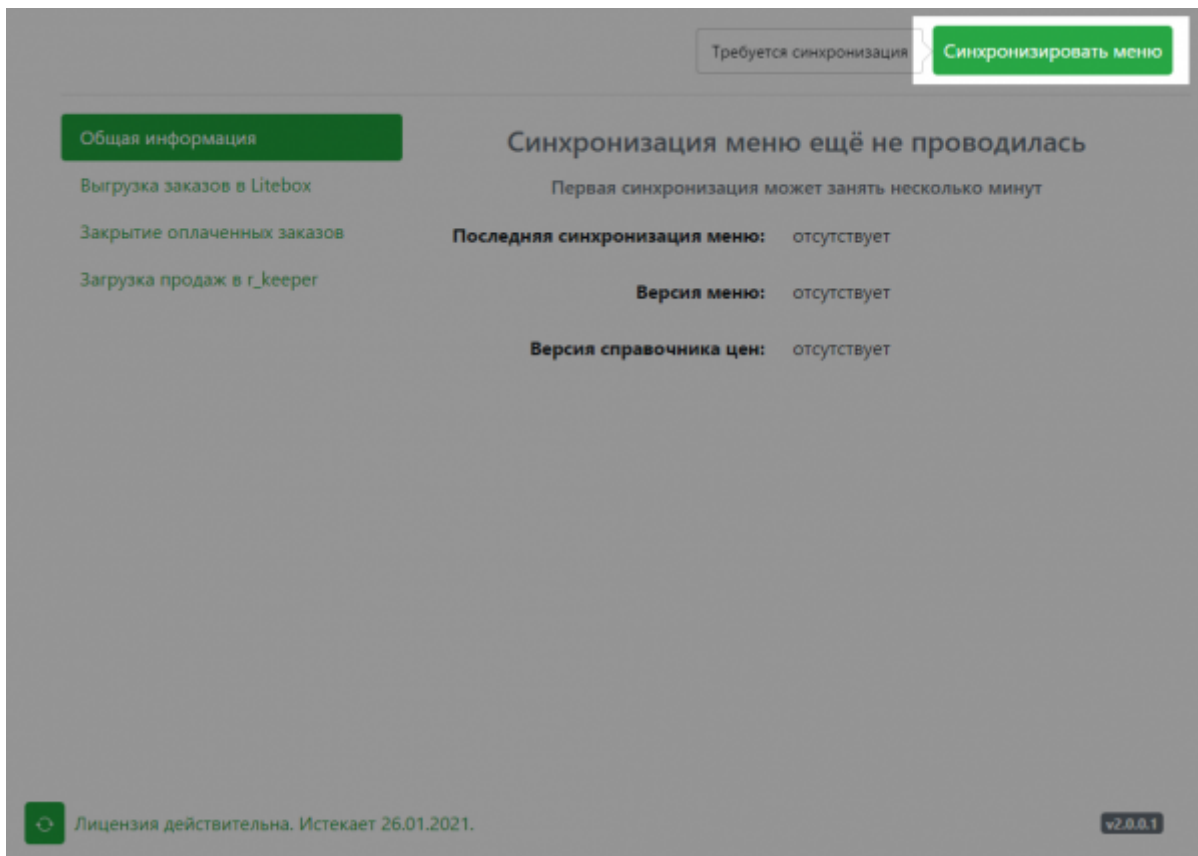 Требуется синхронизация
Синхронизировать меню
Общая информация
Выгрузка заказов в Litebox
Закрытие оплаченных заказов
Загрузка продаж в r_keeper
Синхронизация меню ещё не проводилась
Первая синхронизация может занять несколько минут
Последняя синхронизация меню: отсутствует
Версия меню: отсутствует
Версия справочника цен: отсутствует
Лицензия действительна. Истекает 26.01.2021.
v2.0.0.1